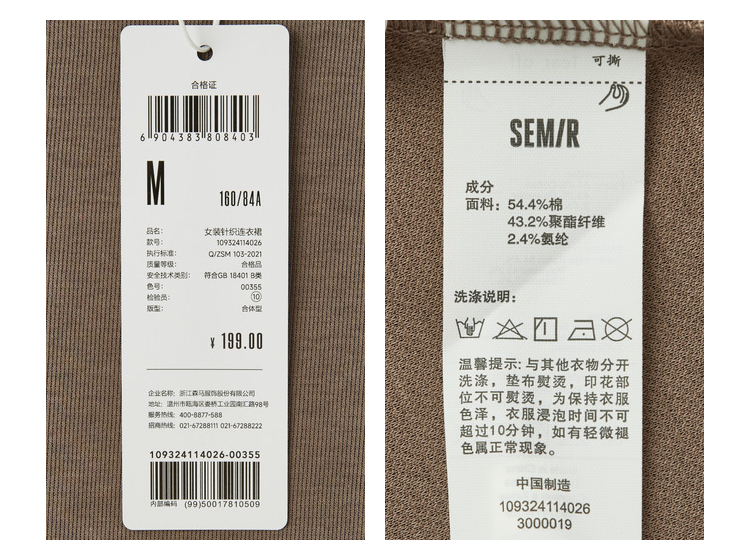 合格证
6 904383 808403
M
160/84A
品名： 女装针织连衣裙
款号： 109324114026
执行标准： Q/ZSM 103-2021
质量等级： 合格品
安全技术类别： 符合GB 18401 B类
色号： 00355
检验员： 10
版型： 合体型
¥ 199.00
企业名称： 浙江森马服饰股份有限公司
地址： 温州市瓯海区娄桥工业园南汇路98号
服务热线： 400-8877-588
招商热线： 021-67288111 021-67288222
109324114026-00355
内部编码 (99)50017810509
可撕
SEM/R
成分
面料：54.4%棉
43.2%聚酯纤维
2.4%氨纶
洗涤说明：
温馨提示：与其他衣物分开
洗涤，垫布熨烫，印花部
位不可熨烫，为保持衣服
色泽，衣服浸泡时间不可
超过10分钟，如有轻微褪
色属正常现象。
中国制造
109324114026
3000019